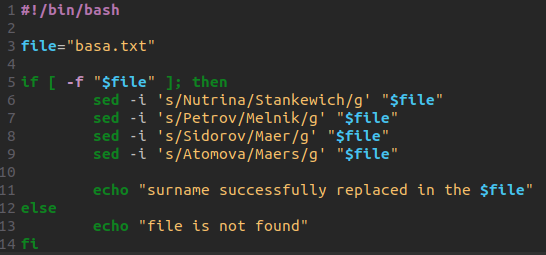 1 #!/bin/bash
2
3 file="basa.txt"
4
5 if [ -f "$file" ]; then
6         sed -i 's/Nutrina/Stankewich/g' "$file"
7         sed -i 's/Petrov/Melnik/g' "$file"
8         sed -i 's/Sidorov/Maer/g' "$file"
9         sed -i 's/Atomova/Maers/g' "$file"
10
11         echo "surname successfully replaced in the $file"
12 else
13         echo "file is not found"
14 fi